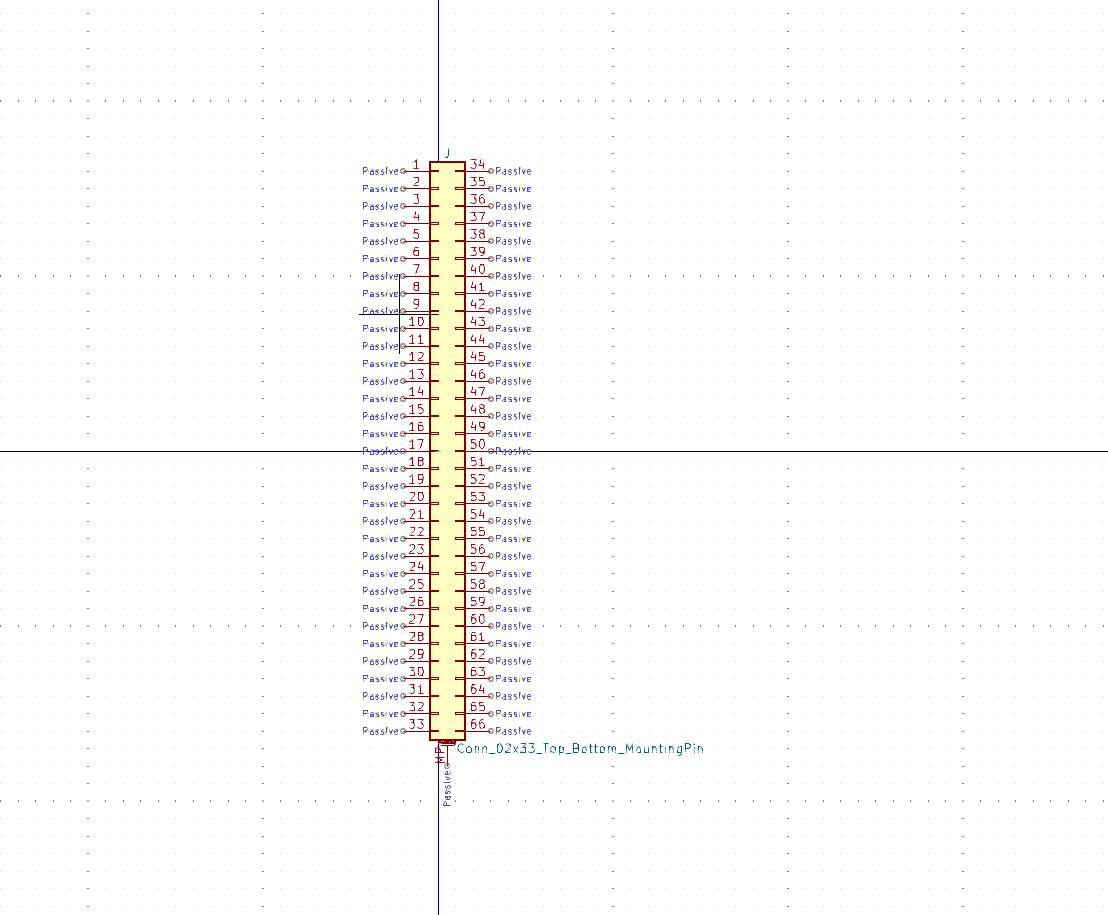 J
Passive 1 34 Passive
Passive 2 35 Passive
Passive 3 36 Passive
Passive 4 37 Passive
Passive 5 38 Passive
Passive 6 39 Passive
Passive 7 40 Passive
Passive 8 41 Passive
Passive 9 42 Passive
Passive 10 43 Passive
Passive 11 44 Passive
Passive 12 45 Passive
Passive 13 46 Passive
Passive 14 47 Passive
Passive 15 48 Passive
Passive 16 49 Passive
Passive 17 50 Passive
Passive 18 51 Passive
Passive 19 52 Passive
Passive 20 53 Passive
Passive 21 54 Passive
Passive 22 55 Passive
Passive 23 56 Passive
Passive 24 57 Passive
Passive 25 58 Passive
Passive 26 59 Passive
Passive 27 60 Passive
Passive 28 61 Passive
Passive 29 62 Passive
Passive 30 63 Passive
Passive 31 64 Passive
Passive 32 65 Passive
Passive 33 66 Passive
Conn_02x33_Top_Bottom_MountingPin
MP
Passive